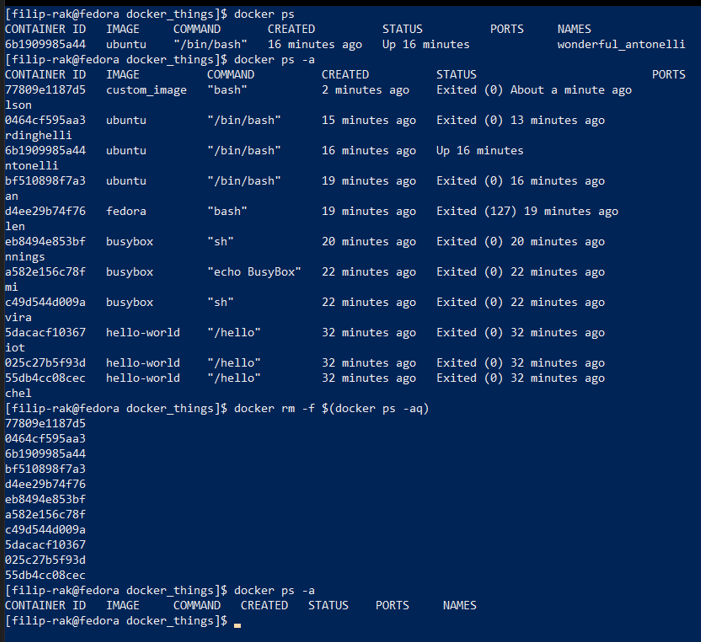 [filip-rak@fedora docker_things]$ docker ps
CONTAINER ID   IMAGE     COMMAND       CREATED          STATUS          PORTS     NAMES
6b1909985a44   ubuntu    "/bin/bash"   16 minutes ago   Up 16 minutes             wonderful_antonelli
[filip-rak@fedora docker_things]$ docker ps -a
CONTAINER ID   IMAGE          COMMAND          CREATED          STATUS                          PORTS
77809e1187d5   custom_image   "bash"           2 minutes ago    Exited (0) About a minute ago
lson
0464cf595aa3   ubuntu         "/bin/bash"      15 minutes ago   Exited (0) 13 minutes ago
rdinghelli
6b1909985a44   ubuntu         "/bin/bash"      16 minutes ago   Up 16 minutes
ntonelli
bf510898f7a3   ubuntu         "/bin/bash"      19 minutes ago   Exited (0) 16 minutes ago
an
d4ee29b74f76   fedora         "bash"           19 minutes ago   Exited (127) 19 minutes ago
len
eb8494e853bf   busybox        "sh"             20 minutes ago   Exited (0) 20 minutes ago
nnings
a582e156c78f   busybox        "echo BusyBox"   22 minutes ago   Exited (0) 22 minutes ago
mi
c49d544d009a   busybox        "sh"             22 minutes ago   Exited (0) 22 minutes ago
vira
5dacacf10367   hello-world    "/hello"         32 minutes ago   Exited (0) 32 minutes ago
iot
025c27b5f93d   hello-world    "/hello"         32 minutes ago   Exited (0) 32 minutes ago
55db4cc08cec   hello-world    "/hello"         32 minutes ago   Exited (0) 32 minutes ago
chel
[filip-rak@fedora docker_things]$ docker rm -f $(docker ps -aq)
77809e1187d5
0464cf595aa3
6b1909985a44
bf510898f7a3
d4ee29b74f76
eb8494e853bf
a582e156c78f
c49d544d009a
5dacacf10367
025c27b5f93d
55db4cc08cec
[filip-rak@fedora docker_things]$ docker ps -a
CONTAINER ID   IMAGE     COMMAND   CREATED   STATUS    PORTS     NAMES
[filip-rak@fedora docker_things]$